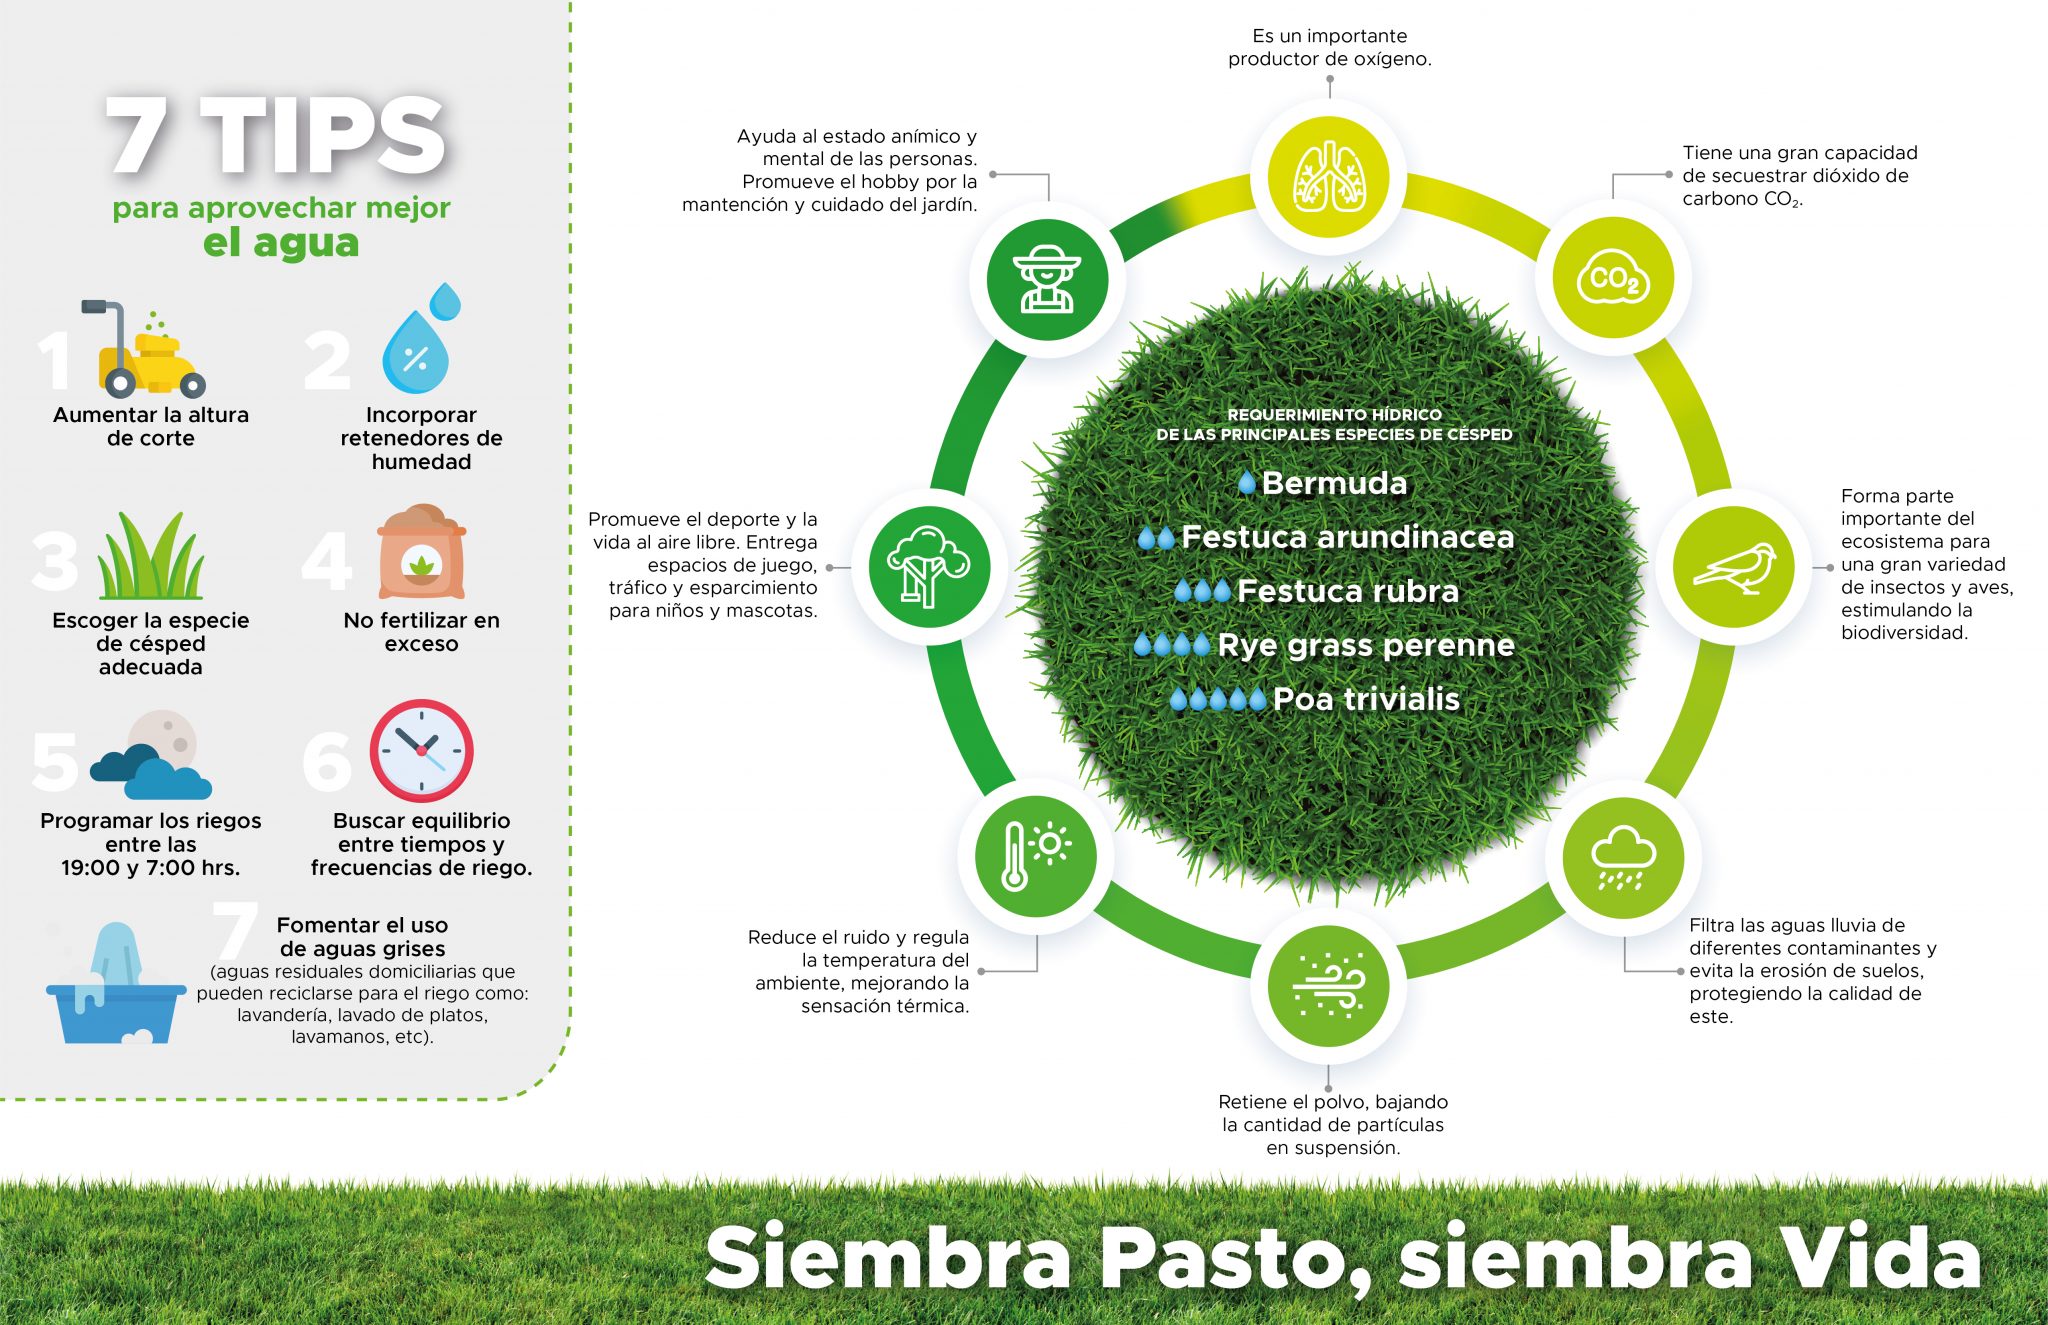 7 TIPS
para aprovechar mejor
el agua
1
Aumentar la altura
de corte
2
%
Incorporar
retenedores de
humedad
3
Escoger la especie
de césped
adecuada
4
No fertilizar en
exceso
5
Programar los riegos
entre las
19:00 y 7:00 hrs.
6
Buscar equilibrio
entre tiempos y
frecuencias de riego.
7
Fomentar el uso
de aguas grises
(aguas residuales domiciliarias que
pueden reciclarse para el riego como:
lavandería, lavado de platos,
lavamanos, etc).
Es un importante
productor de oxígeno.
Tiene una gran capacidad
de secuestrar dióxido de
carbono CO₂.
CO₂
Forma parte
importante del
ecosistema para
una gran variedad
de insectos y aves,
estimulando la
biodiversidad.
Filtra las aguas lluvia de
diferentes contaminantes y
evita la erosión de suelos,
protegiendo la calidad de
este.
Retiene el polvo, bajando
la cantidad de partículas
en suspensión.
Reduce el ruido y regula
la temperatura del
ambiente, mejorando la
sensación térmica.
Promueve el deporte y la
vida al aire libre. Entrega
espacios de juego,
tráfico y esparcimiento
para niños y mascotas.
Ayuda al estado anímico y
mental de las personas.
Promueve el hobby por la
mantención y cuidado del jardín.
REQUERIMIENTO HÍDRICO
DE LAS PRINCIPALES ESPECIES DE CÉSPED
Bermuda
Festuca arundinacea
Festuca rubra
Rye grass perenne
Poa trivialis
Siembra Pasto, siembra Vida